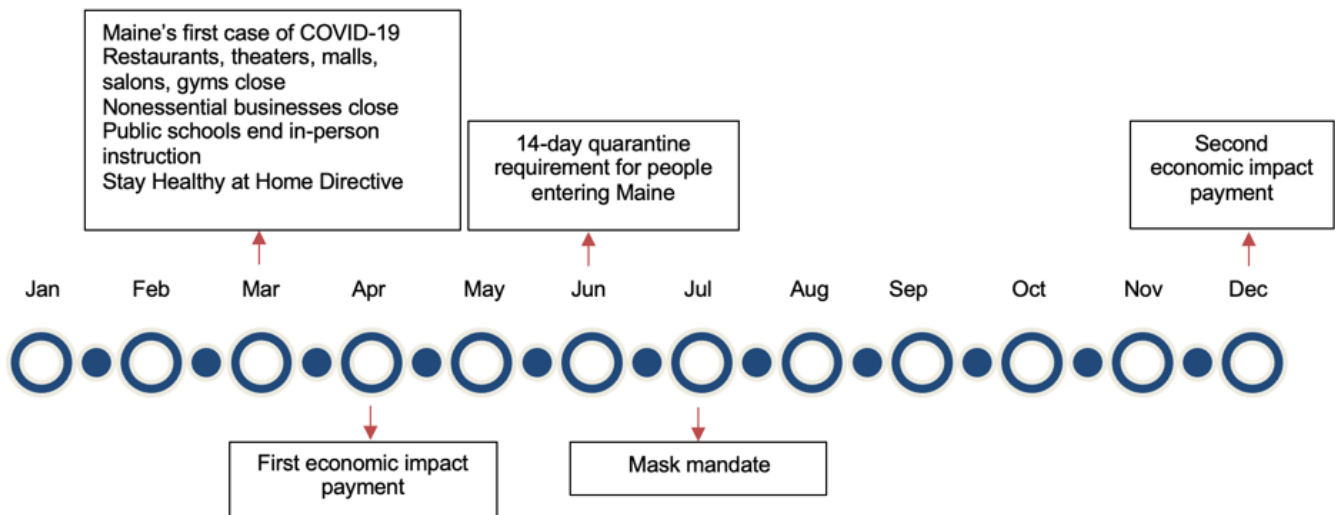 Maine's first case of COVID-19
Restaurants, theaters, malls,
salons, gyms close
Nonessential businesses close
Public schools end in-person
instruction
Stay Healthy at Home Directive
14-day quarantine
requirement for people
entering Maine
Second
economic impact
payment
Jan Feb Mar Apr May Jun Jul Aug Sep Oct Nov Dec
First economic impact
payment
Mask mandate